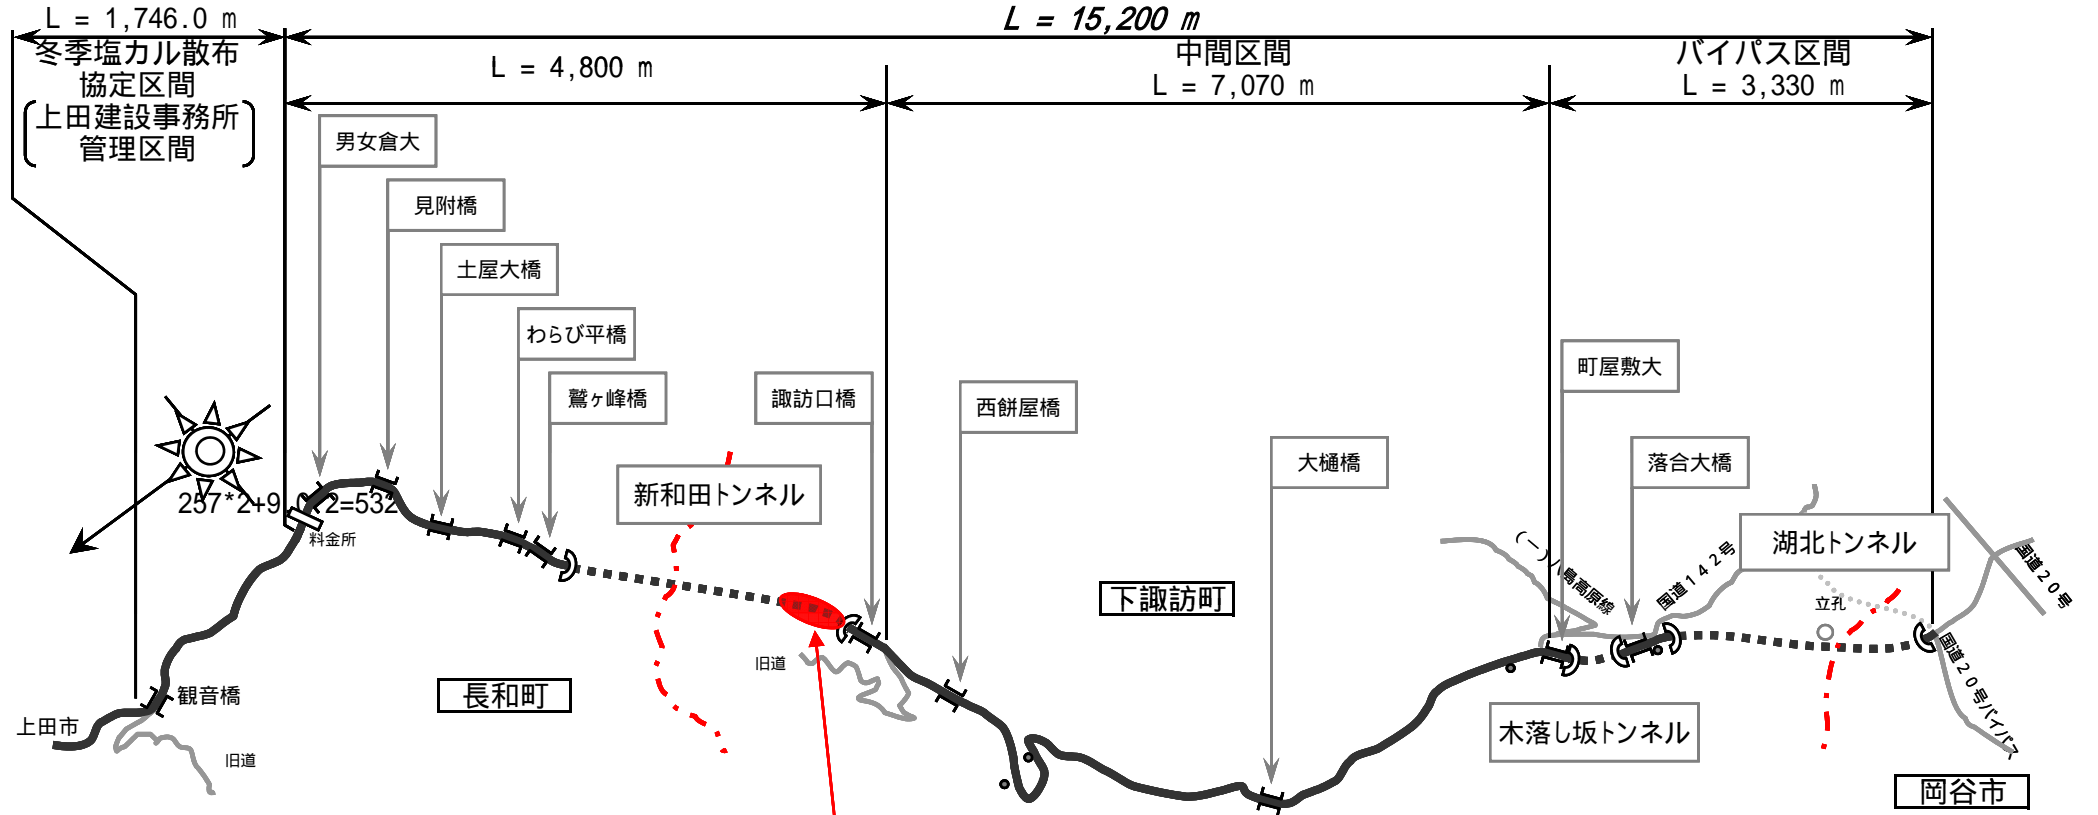 L = 1,746.0 m
L = 15,200 m
冬季塩カル散布
協定区間
上田建設事務所
管理区間
L = 4,800 m
中間区間
L = 7,070 m
バイパス区間
L = 3,330 m
男女倉大
見附橋
土屋大橋
わらび平橋
鷲ヶ峰橋
諏訪口橋
西餅屋橋
大樋橋
町屋敷大
落合大橋
新和田トンネル
湖北トンネル
料金所
(一)八島高原線
国道142号
国道20号
立孔
下諏訪町
旧道
国道20号バイパス
長和町
観音橋
上田市
旧道
木落し坂トンネル
岡谷市